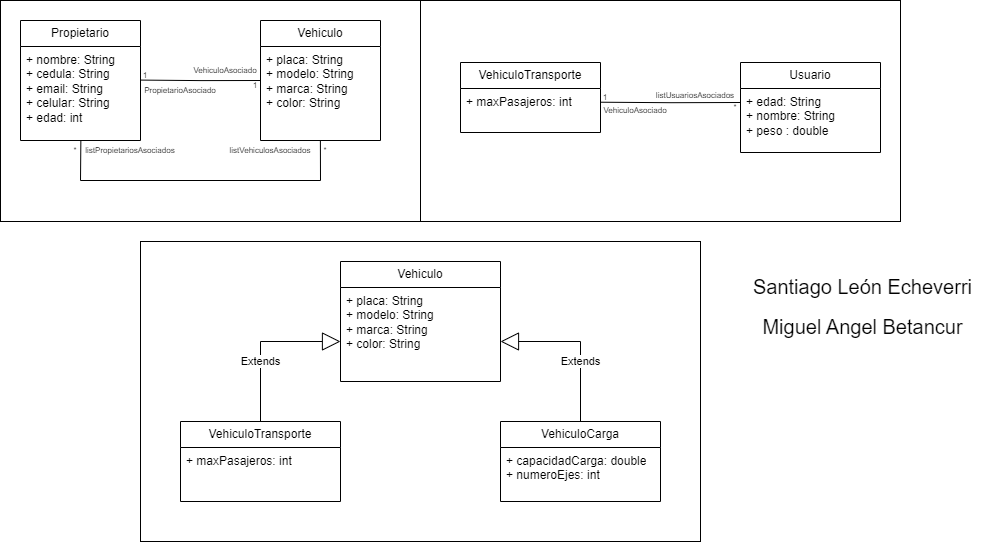 Propietario
+ nombre: String
+ cedula: String
+ email: String
+ celular: String
+ edad: int
1
PropietarioAsociado
VehiculoAsociado
1
Vehiculo
+ placa: String
+ modelo: String
+ marca: String
+ color: String
*
listPropietariosAsociados
listVehiculosAsociados
*
VehiculoTransporte
+ maxPasajeros: int
1
VehiculoAsociado
listUsuariosAsociados
*
Usuario
+ edad: String
+ nombre: String
+ peso : double
Vehiculo
+ placa: String
+ modelo: String
+ marca: String
+ color: String
Extends
Extends
VehiculoTransporte
+ maxPasajeros: int
VehiculoCarga
+ capacidadCarga: double
+ numeroEjes: int
Santiago León Echeverri
Miguel Angel Betancur